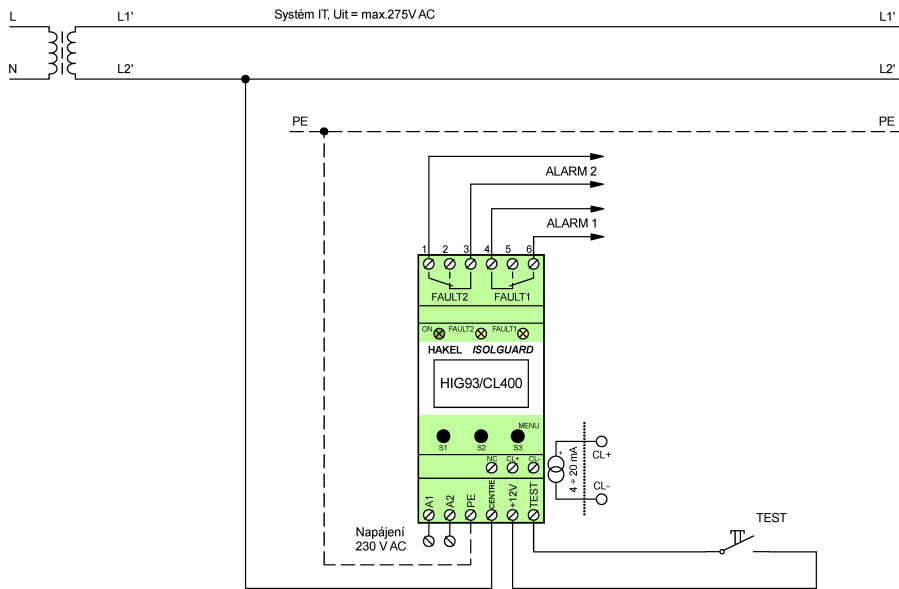 L L1' Systém IT, Uit = max.275V AC L1'
N L2' L2'
PE PE
ALARM 2
ALARM 1
1 2 3 4 5 6
FAULT2 FAULT1
ON FAULT2 FAULT1
HAKEL ISOLGUARD
HIG93/CL400
MENU
S1 S2 S3
NC CL+ CL-
A1 A2 PE CENTRE +12V TEST
+
4 ÷ 20 mA
CL+
CL-
Napájení
230 V AC
TEST